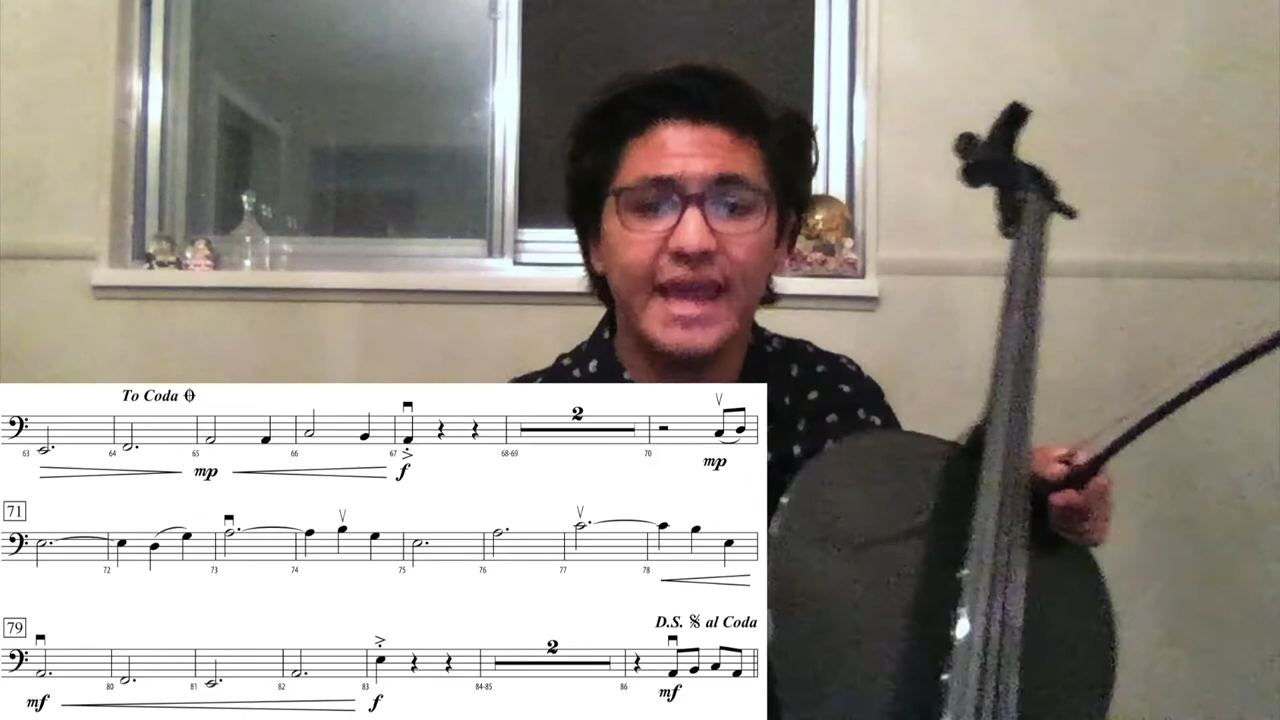 To Coda
63 64 65 66 67 68-69 2 70
mp f mp
71
72 73 74 75 76 77 78
D.S. al Coda
79
80 81 82 83 84-85 2 86
mf f mf